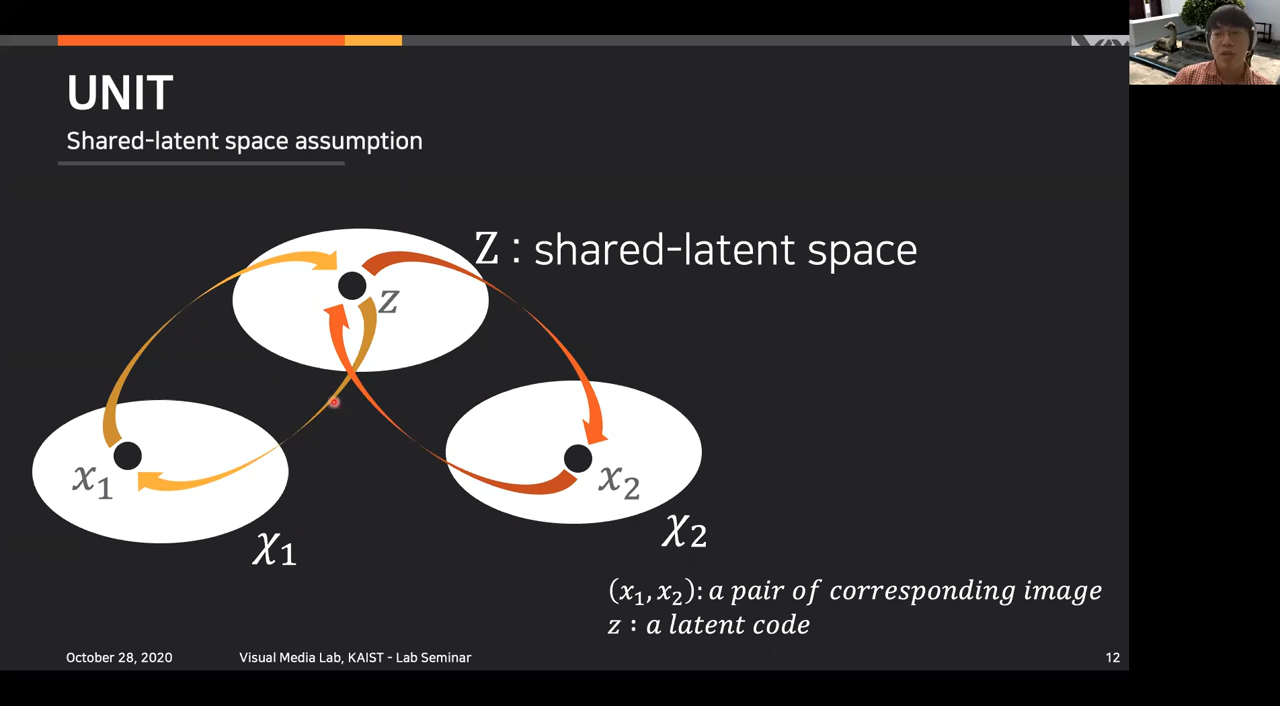 UNIT
Shared-latent space assumption
Z : shared-latent space
z
x₁
x₂
χ₁
χ₂
(x₁, x₂): a pair of corresponding image
z : a latent code
October 28, 2020
Visual Media Lab, KAIST - Lab Seminar
12